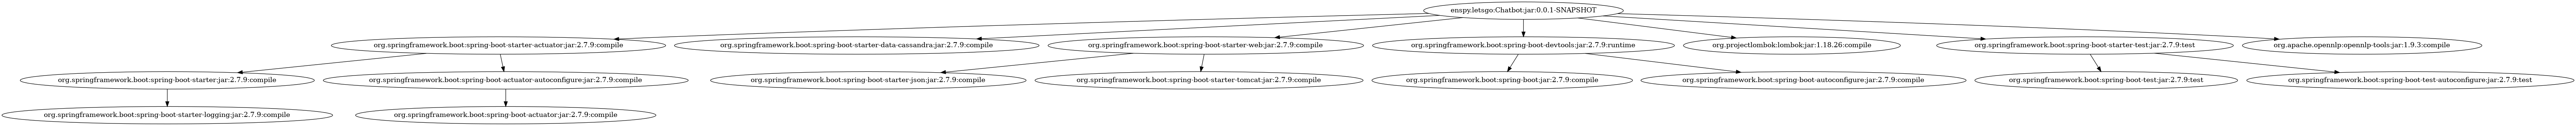 enspy.letsgo:Chatbot:jar:0.0.1-SNAPSHOT
org.springframework.boot:spring-boot-starter-actuator:jar:2.7.9:compile
org.springframework.boot:spring-boot-starter-data-cassandra:jar:2.7.9:compile
org.springframework.boot:spring-boot-starter-web:jar:2.7.9:compile
org.springframework.boot:spring-boot-devtools:jar:2.7.9:runtime
org.projectlombok:lombok:jar:1.18.26:compile
org.springframework.boot:spring-boot-starter-test:jar:2.7.9:test
org.apache.opennlp:opennlp-tools:jar:1.9.3:compile
org.springframework.boot:spring-boot-starter:jar:2.7.9:compile
org.springframework.boot:spring-boot-actuator-autoconfigure:jar:2.7.9:compile
org.springframework.boot:spring-boot-starter-json:jar:2.7.9:compile
org.springframework.boot:spring-boot-starter-tomcat:jar:2.7.9:compile
org.springframework.boot:spring-boot:jar:2.7.9:compile
org.springframework.boot:spring-boot-autoconfigure:jar:2.7.9:compile
org.springframework.boot:spring-boot-test:jar:2.7.9:test
org.springframework.boot:spring-boot-test-autoconfigure:jar:2.7.9:test
org.springframework.boot:spring-boot-starter-logging:jar:2.7.9:compile
org.springframework.boot:spring-boot-actuator:jar:2.7.9:compile